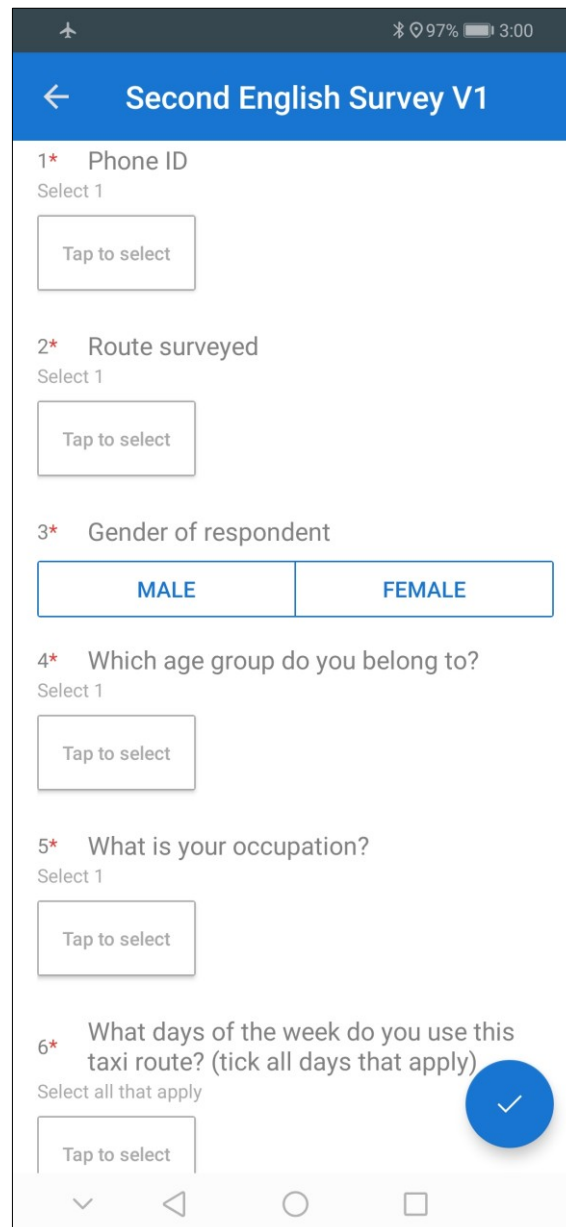 97% 3:00
Second English Survey V1
1* Phone ID
Select 1
Tap to select
2* Route surveyed
Select 1
Tap to select
3* Gender of respondent
MALE FEMALE
4* Which age group do you belong to?
Select 1
Tap to select
5* What is your occupation?
Select 1
Tap to select
6* What days of the week do you use this
taxi route? (tick all days that apply)
Select all that apply
Tap to select